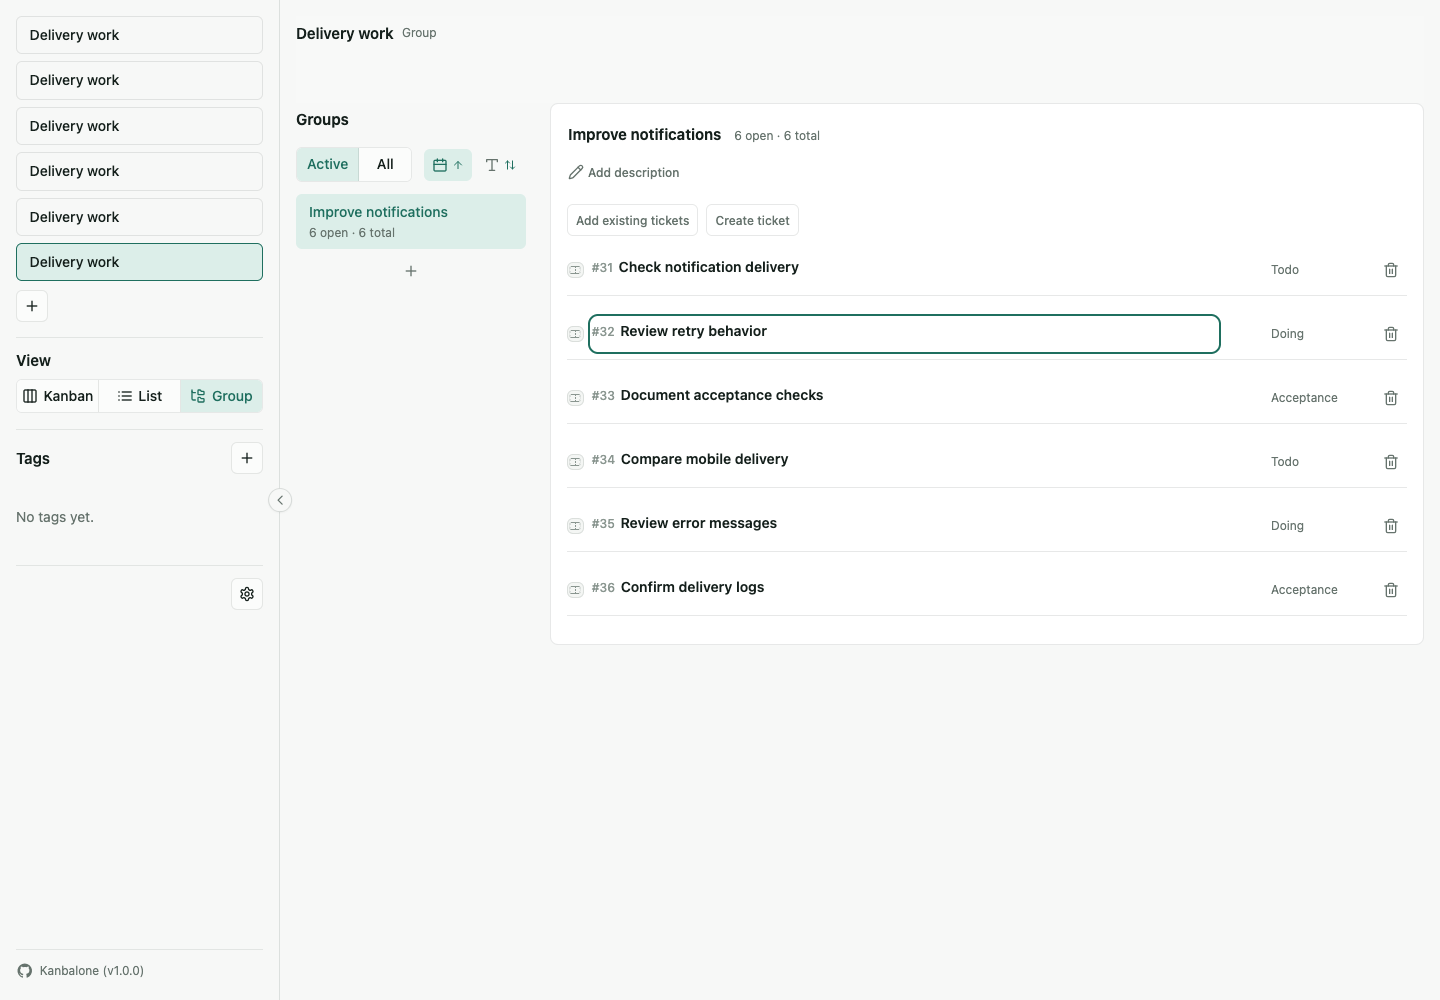 Delivery work
Delivery work
Delivery work
Delivery work
Delivery work
Delivery work
View
Kanban
List
Group
Tags
No tags yet.
Kanbalone (v1.0.0)
Delivery work Group
Groups
Active
All
Improve notifications
6 open · 6 total
Improve notifications 6 open · 6 total
Add description
Add existing tickets
Create ticket
#31 Check notification delivery Todo
#32 Review retry behavior Doing
#33 Document acceptance checks Acceptance
#34 Compare mobile delivery Todo
#35 Review error messages Doing
#36 Confirm delivery logs Acceptance